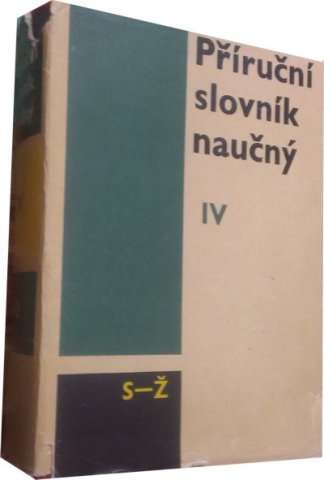 Příruční
slovník
naučný
IV
S–Ž